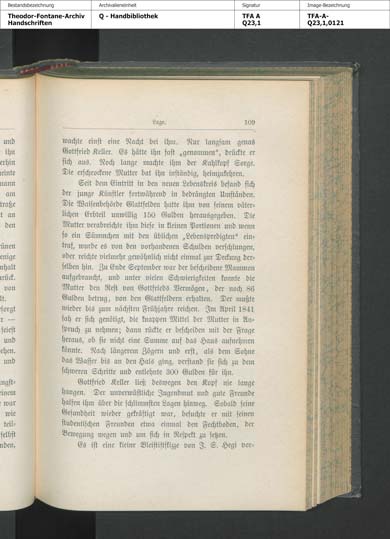 Bestandsbezeichnung
Theodor-Fontane-Archiv
Handschriften
Archivalieneinheit
Q - Handbibliothek
Signatur
TFA A
Q23,1
Image-Bezeichnung
TFA-A-
Q23,1,0121
Lage. 109
wachte einst eine Nacht bei ihm. Nur langsam genas
Gottfried Keller. Es hätte ihn fast „genommen“, drückte er
sich aus. Noch lange machte ihm der Kahlkopf Sorge.
Die erschrockene Mutter bat ihn inständig, heimzukehren.
Seit dem Eintritt in den neuen Lebenskreis befand sich
der junge Künstler fortwährend in bedrängten Umständen.
Die Waisenbehörde Glattfelden hatte ihm von seinem väter-
lichen Erbteil unwillig 150 Gulden herausgegeben. Die
Mutter verabreichte ihm diese in kleinen Portionen und wenn
so ein Sümmchen mit den üblichen „Lebenspredigten“ ein-
traf, wurde es von den vorhandenen Schulden verschlungen,
oder reichte vielmehr gewöhnlich nicht einmal zur Deckung der-
selben hin. Zu Ende September war der bescheidene Mammon
aufgebraucht, und unter vielen Schwierigkeiten konnte die
Mutter den Rest von Gottfrieds Vermögen, der noch 86
Gulden betrug, von den Glattfeldern erhalten. Der mußte
wieder bis zum nächsten Frühjahr reichen. Im April 1841
sah er sich genötigt, die knappen Mittel der Mutter in An-
spruch zu nehmen; dann rückte er bescheiden mit der Frage
heraus, ob sie nicht eine Summe auf das Haus aufnehmen
könnte. Nach längerem Zögern und erst, als dem Sohne
das Wasser bis an den Hals ging, verstand sie sich zu dem
schweren Schritte und entlehnte 300 Gulden für ihn.
Gottfried Keller ließ deswegen den Kopf nie lange
hangen. Der unverwüstliche Jugendmut und gute Freunde
halfen ihm über die schlimmsten Lagen hinweg. Sobald seine
Gesundheit wieder gekräftigt war, besuchte er mit seinen
studentischen Freunden etwa einmal den Fechtboden, der
Bewegung wegen und um sich in Respekt zu setzen.
Es ist eine kleine Bleistiftskizze von J. S. Hegi ver-